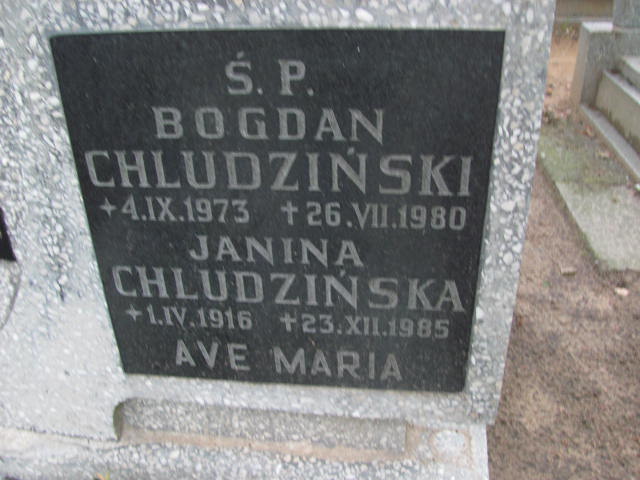 Ś. P.
BOGDAN
CHLUDZIŃSKI
+4.IX.1973 +26.VII.1980
JANINA
CHLUDZIŃSKA
+1.IV.1916 +23.XII.1985
AVE MARIA